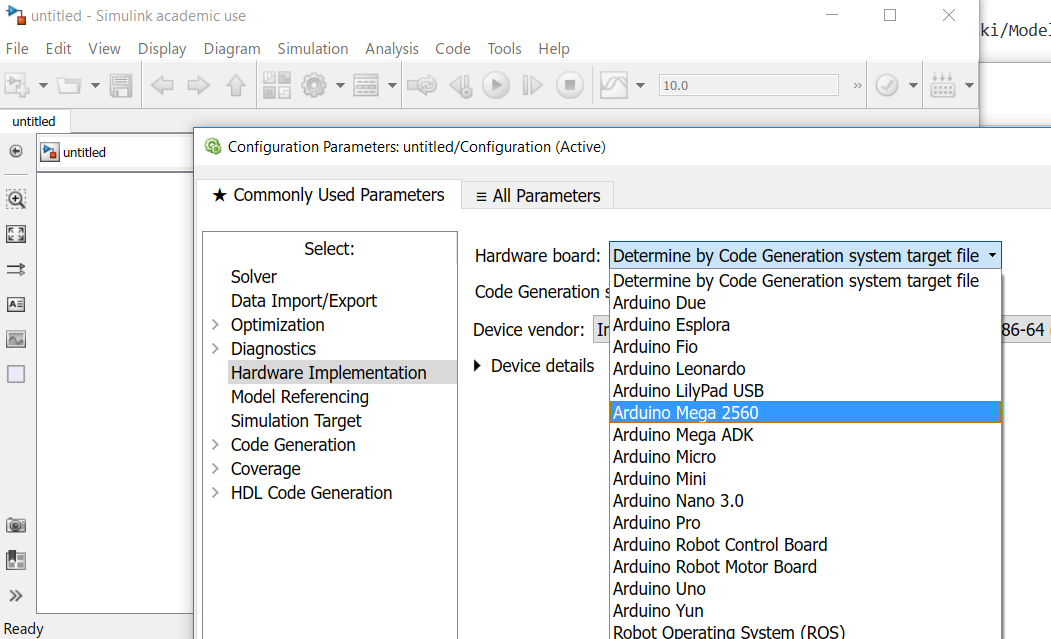 untitled - Simulink academic use
ki/Model
File Edit View Display Diagram Simulation Analysis Code Tools Help
10.0 »
untitled
untitled
Configuration Parameters: untitled/Configuration (Active)
★ Commonly Used Parameters ≡ All Parameters
Select:
Solver
Data Import/Export
Optimization
Diagnostics
Hardware Implementation
Model Referencing
Simulation Target
Code Generation
Coverage
HDL Code Generation
Hardware board: Determine by Code Generation system target file
Code Generation s
Device vendor: In
86-64 (
Device details
Determine by Code Generation system target file
Arduino Due
Arduino Esplora
Arduino Fio
Arduino Leonardo
Arduino LilyPad USB
Arduino Mega 2560
Arduino Mega ADK
Arduino Micro
Arduino Mini
Arduino Nano 3.0
Arduino Pro
Arduino Robot Control Board
Arduino Robot Motor Board
Arduino Uno
Arduino Yun
Robot Operating System (ROS)
Ready